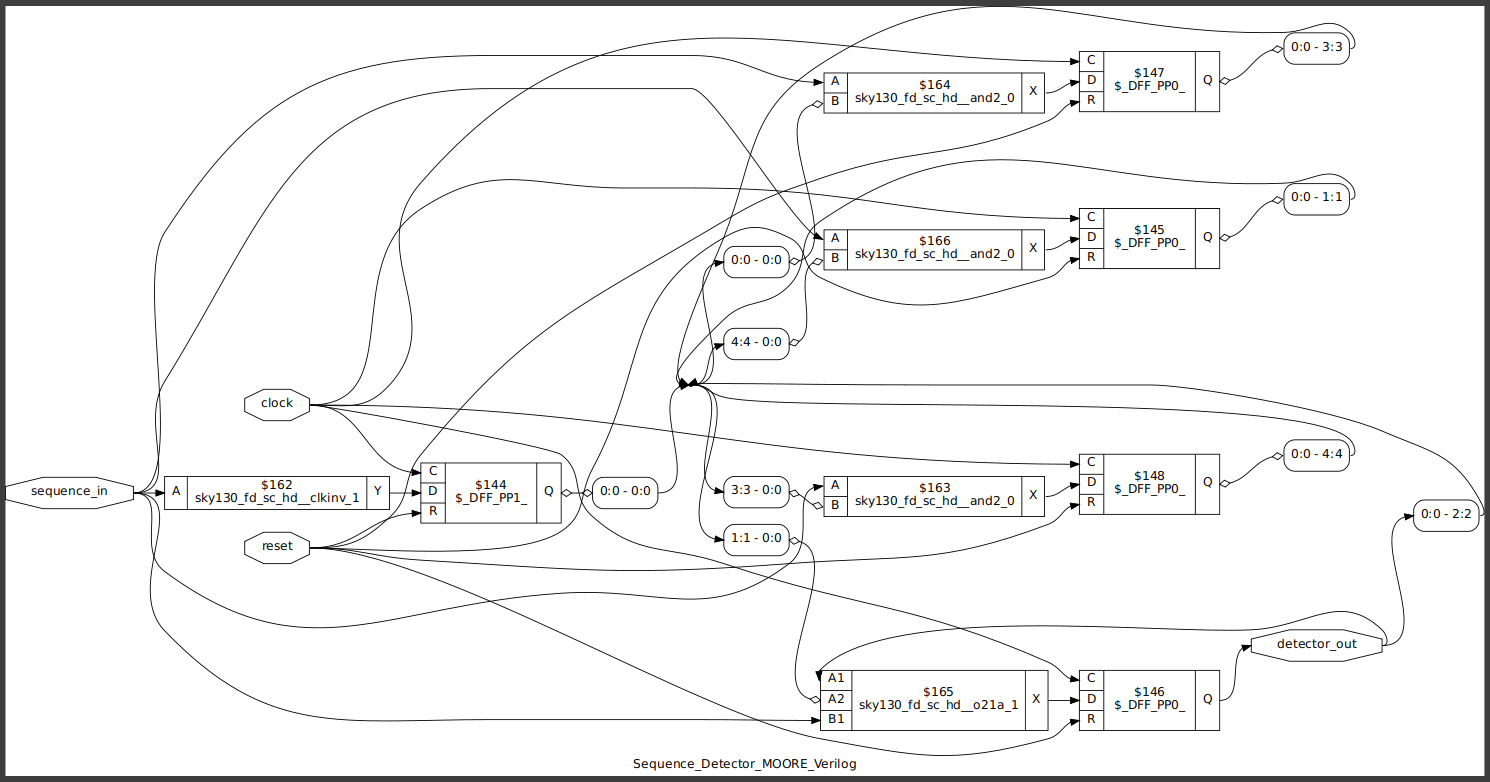 0:0 - 3:3
C
$147
D
$_DFF_PP0_
Q
R
A
$164
X
B
sky130_fd_sc_hd__and2_0
0:0 - 1:1
C
$145
D
$_DFF_PP0_
Q
R
A
$166
X
B
sky130_fd_sc_hd__and2_0
0:0 - 0:0
4:4 - 0:0
clock
0:0 - 4:4
C
$148
D
$_DFF_PP0_
Q
R
sequence_in
A
$162
sky130_fd_sc_hd__clkinv_1
Y
C
$144
D
$_DFF_PP1_
Q
R
0:0 - 0:0
3:3 - 0:0
A
$163
X
B
sky130_fd_sc_hd__and2_0
0:0 - 2:2
1:1 - 0:0
reset
detector_out
A1
$165
A2
sky130_fd_sc_hd__o21a_1
X
B1
C
$146
D
$_DFF_PP0_
Q
R
Sequence_Detector_MOORE_Verilog